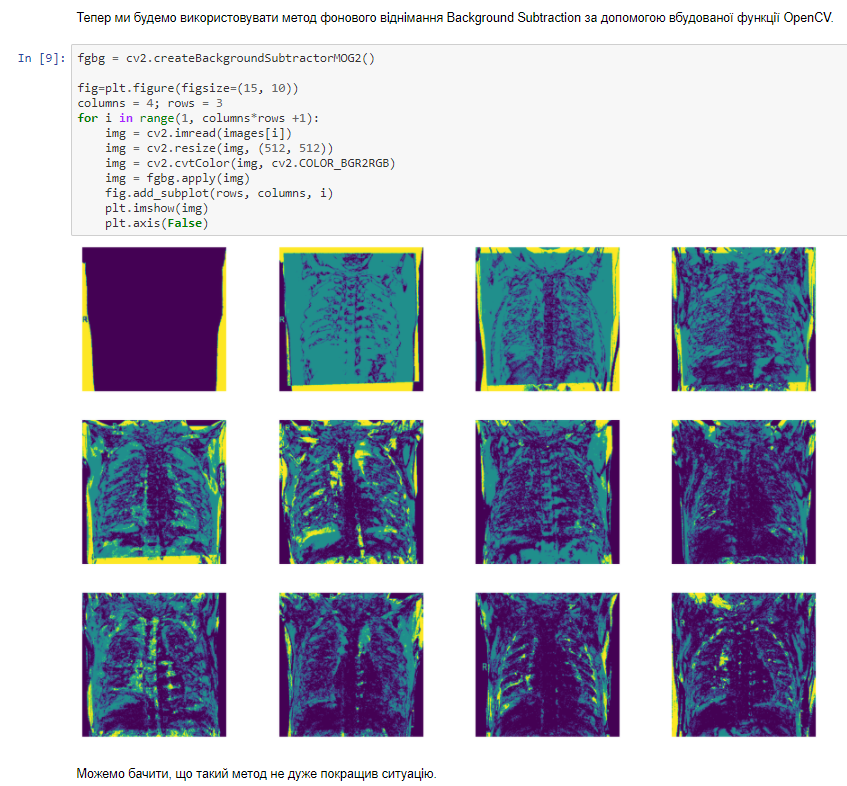 Тепер ми будемо використовувати метод фонового віднімання Background Subtraction за допомогою вбудованої функції OpenCV.
In [9]: fgbg = cv2.createBackgroundSubtractorMOG2()
fig=plt.figure(figsize=(15, 10))
columns = 4; rows = 3
for i in range(1, columns*rows +1):
    img = cv2.imread(images[i])
    img = cv2.resize(img, (512, 512))
    img = cv2.cvtColor(img, cv2.COLOR_BGR2RGB)
    img = fgbg.apply(img)
    fig.add_subplot(rows, columns, i)
    plt.imshow(img)
    plt.axis(False)
R
R
R
Можемо бачити, що такий метод не дуже покращив ситуацію.